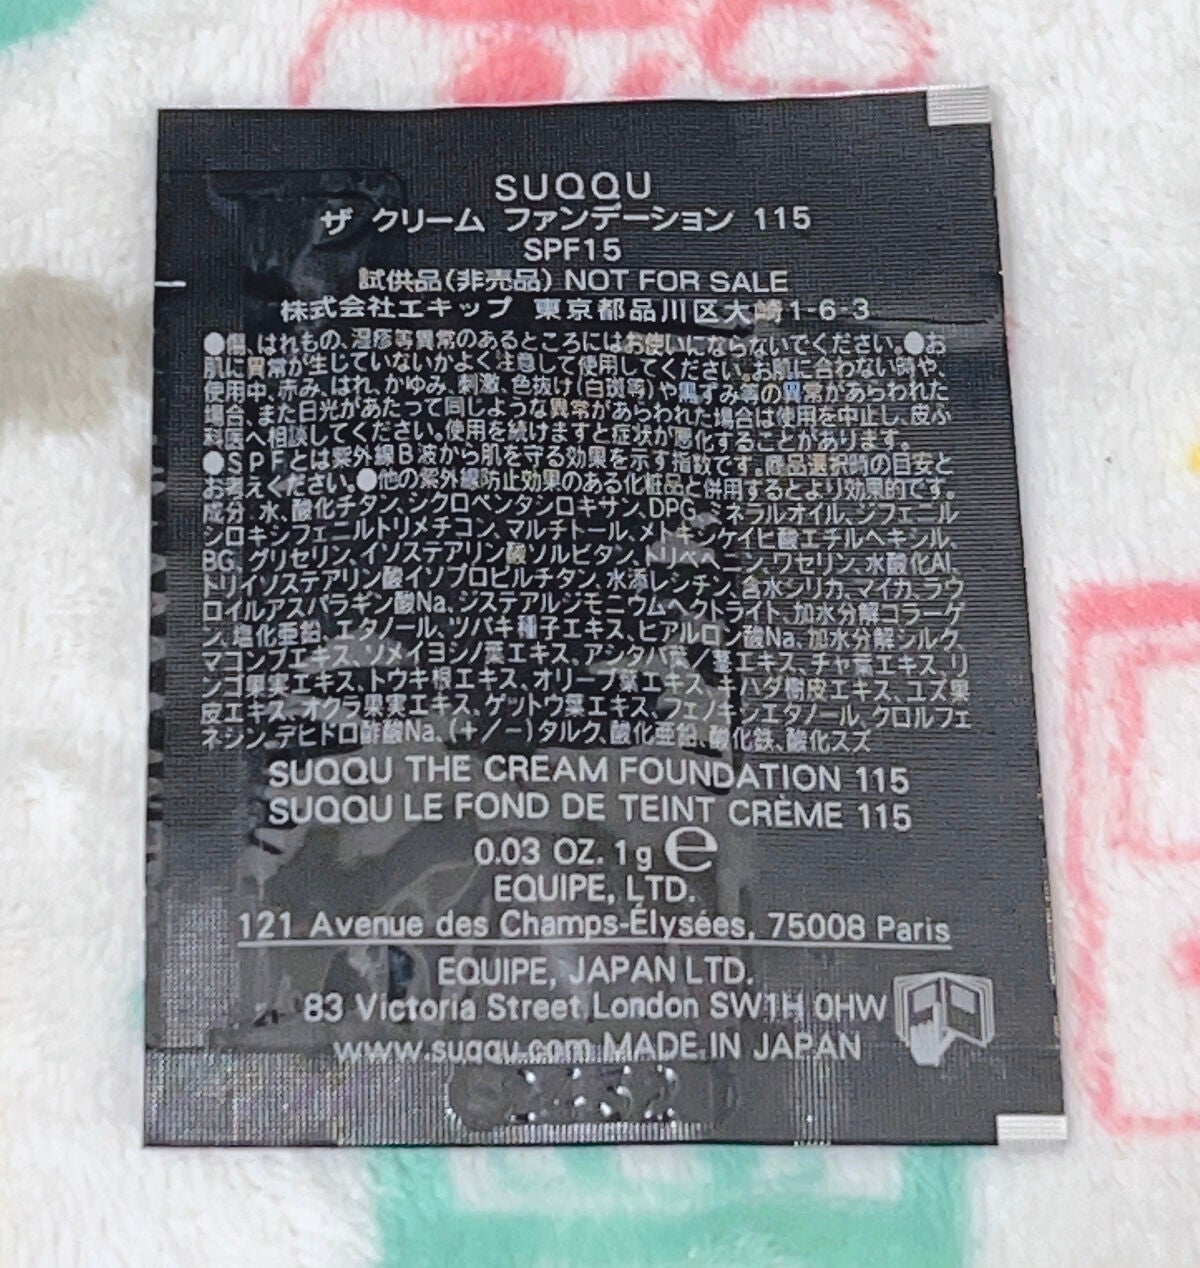 SUQQU
ザ クリーム ファンデーション 115
SPF15
試供品(非売品) NOT FOR SALE
株式会社エキップ 東京都品川区大崎1-6-3
●傷、はれもの、湿疹等異常のあるところにはお使いにならないでください。●お
肌に異常が生じていないかよく注意して使用してください。お肌に合わない時や、
使用中、赤み、はれ、かゆみ、刺激、色抜け(白斑等)や黒ずみ等の異常があらわれた
場合、また日光があたって同じような異常があらわれた場合は使用を中止し、皮ふ
科医へ相談してください。使用を続けますと症状が悪化することがあります。
●SPFとは紫外線B波から肌を守る効果を示す指数です。商品選択時の目安と
お考えください。●他の紫外線防止効果のある化粧品と併用するとより効果的です。
成分 水、酸化チタン、シクロペンタシロキサン、DPG、ミネラルオイル、ジフェニル
シロキシフェニルトリメチコン、マルチトール、メトキシケイヒ酸エチルヘキシル、
BG、グリセリン、イソステアリン酸ソルビタン、トリベヘニン、ワセリン、水酸化Al、
トリイソステアリン酸イソプロピルチタン、水添レシチン、含水シリカ、マイカ、ラウ
ロイルアスパラギン酸Na、ジステアルジモニウムヘクトライト、加水分解コラーゲ
ン、塩化亜鉛、エタノール、ツバキ種子エキス、ヒアルロン酸Na、加水分解シルク、
マコンブエキス、ソメイヨシノ葉エキス、アシタバ葉/茎エキス、チャ葉エキス、リ
ンゴ果実エキス、トウキ根エキス、オリーブ葉エキス、キハダ樹皮エキス、ユズ果
皮エキス、オクラ果実エキス、ゲットウ葉エキス、フェノキシエタノール、クロルフェ
ネシン、デヒドロ酢酸Na、(+/-)タルク、酸化亜鉛、酸化鉄、酸化スズ
SUQQU THE CREAM FOUNDATION 115
SUQQU LE FOND DE TEINT CRÈME 115
0.03 OZ. 1g ℮
EQUIPE, LTD.
121 Avenue des Champs-Élysées, 75008 Paris
EQUIPE, JAPAN LTD.
83 Victoria Street London SW1H 0HW
www.suqqu.com MADE IN JAPAN